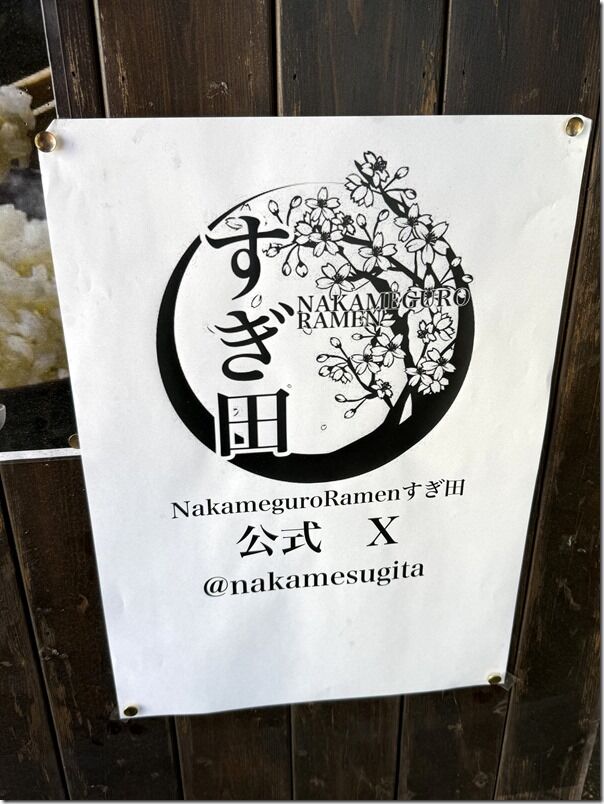 すぎ田
NAKAMEGURO
RAMEN
NakameguroRamenすぎ田
公式　X
@nakamesugita